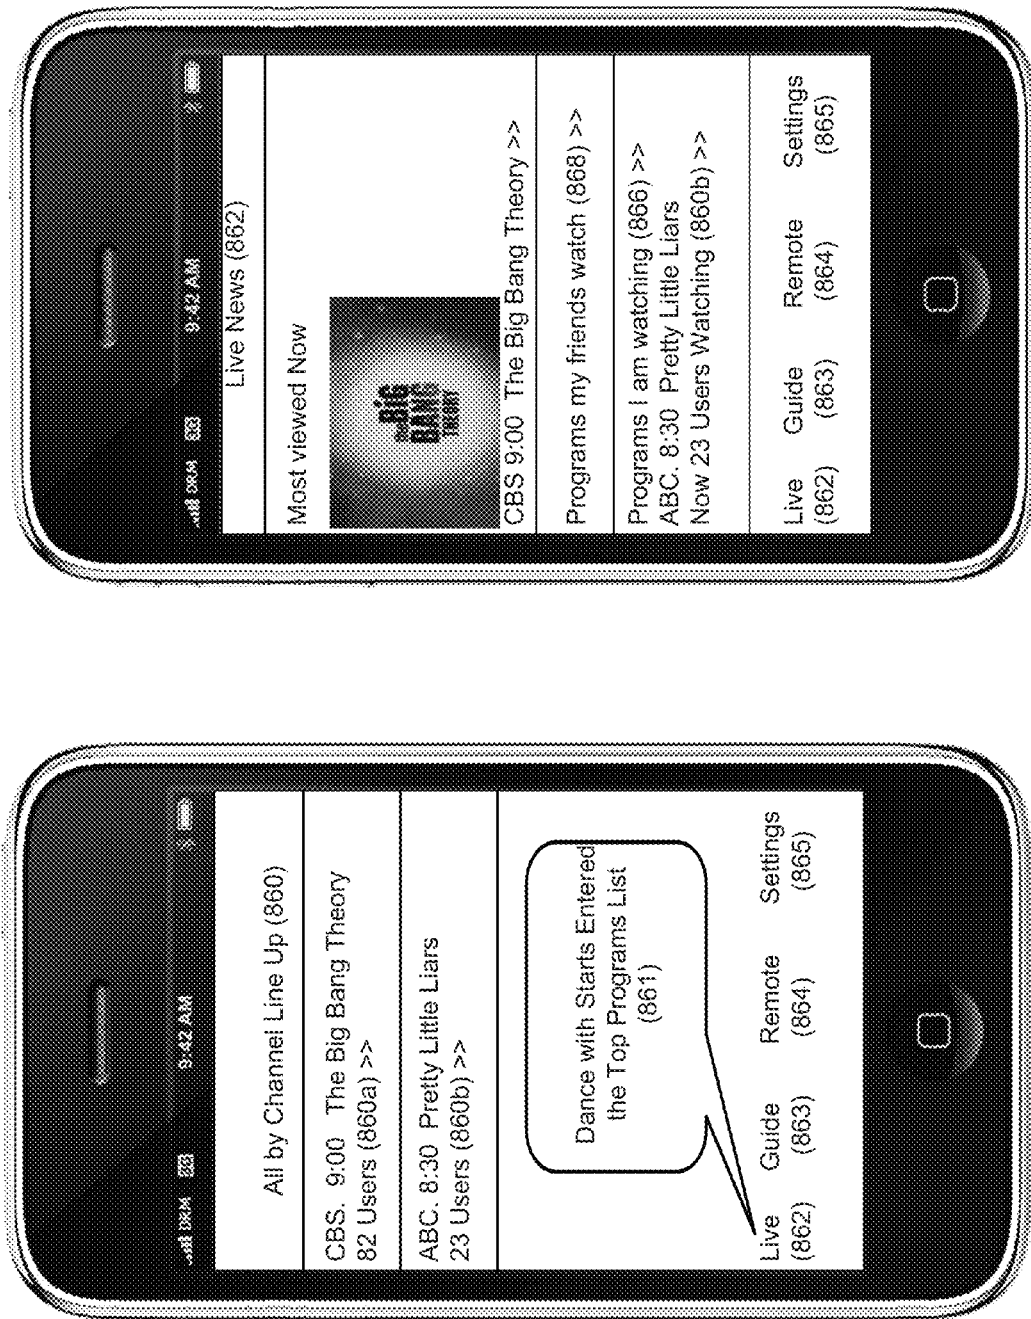 9:42 AM
All by Channel Line Up (860)
CBS. 9:00 The Big Bang Theory
82 Users (860a) >>
ABC. 8:30 Pretty Little Liars
23 Users (860b) >>
Dance with Starts Entered
the Top Programs List
(861)
Live Guide Remote Settings
(862) (863) (864) (865)
9:42 AM
Live News (862)
Most viewed Now
BiG
BANG
THEORY
CBS 9:00 The Big Bang Theory >>
Programs my friends watch (868) >>
Programs I am watching (866) >>
ABC. 8:30 Pretty Little Liars
Now 23 Users Watching (860b) >>
Live Guide Remote Settings
(862) (863) (864) (865)